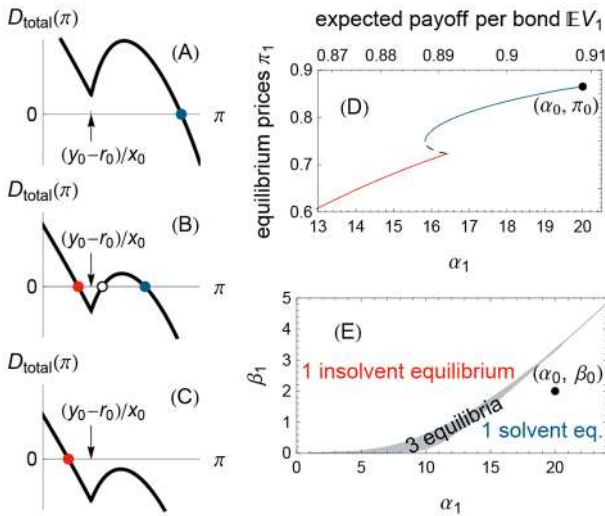 D_total(π)
(A)
0
π
(y₀−r₀)/x₀
D_total(π)
(B)
(y₀−r₀)/x₀
0
π
D_total(π)
(C)
(y₀−r₀)/x₀
0
π
expected payoff per bond 𝔼V₁
0.87 0.88 0.89 0.9 0.91
equilibrium prices π₁
0.9
0.8
0.7
0.6
(D)
(α₀, π₀)
13 14 15 16 17 18 19 20
α₁
β₁
5
4
3
2
1
0
(E)
1 insolvent equilibrium
(α₀, β₀)
3 equilibria
1 solvent eq.
0 5 10 15 20
α₁